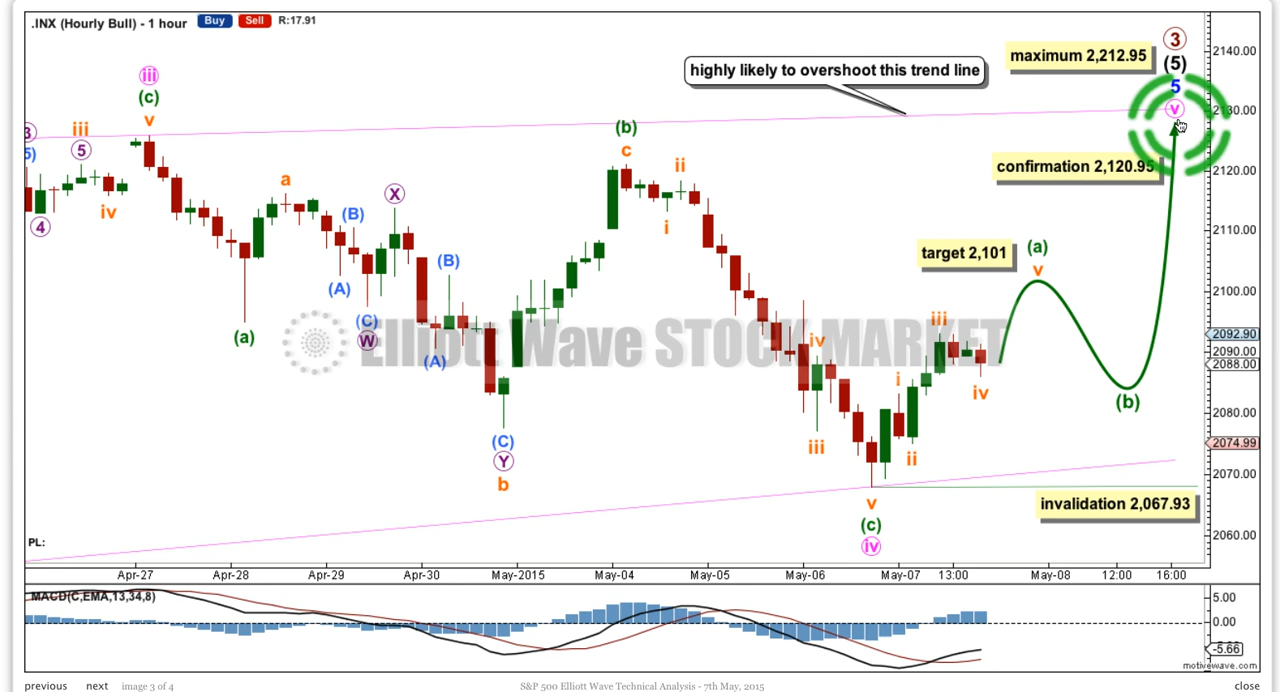 .INX (Hourly Bull) - 1 hour Buy Sell R:17.91
2140.00
2130.00
2120.00
2110.00
2100.00
2092.90
2090.00
2088.00
2080.00
2074.99
2070.00
2060.00
3
(5)
5
v
maximum 2,212.95
highly likely to overshoot this trend line
confirmation 2,120.95
target 2,101
invalidation 2,067.93
3
5)
4
iii
5
iv
iii
(c)
v
(a)
a
(B)
(A)
(C)
W
X
(B)
(A)
(C)
Y
b
(b)
c
i
ii
iv
iii
v
(c)
iv
i
ii
iii
iv
(a)
v
(b)
Elliott Wave STOCK MARKET
PL:
Apr-27 Apr-28 Apr-29 Apr-30 May-2015 May-04 May-05 May-06 May-07 13:00 May-08 12:00 16:00
MACD(C,EMA,13,34,8)
5.00
0.00
-5.66
motivewave.com
previous next image 3 of 4 S&P 500 Elliott Wave Technical Analysis - 7th May, 2015 close